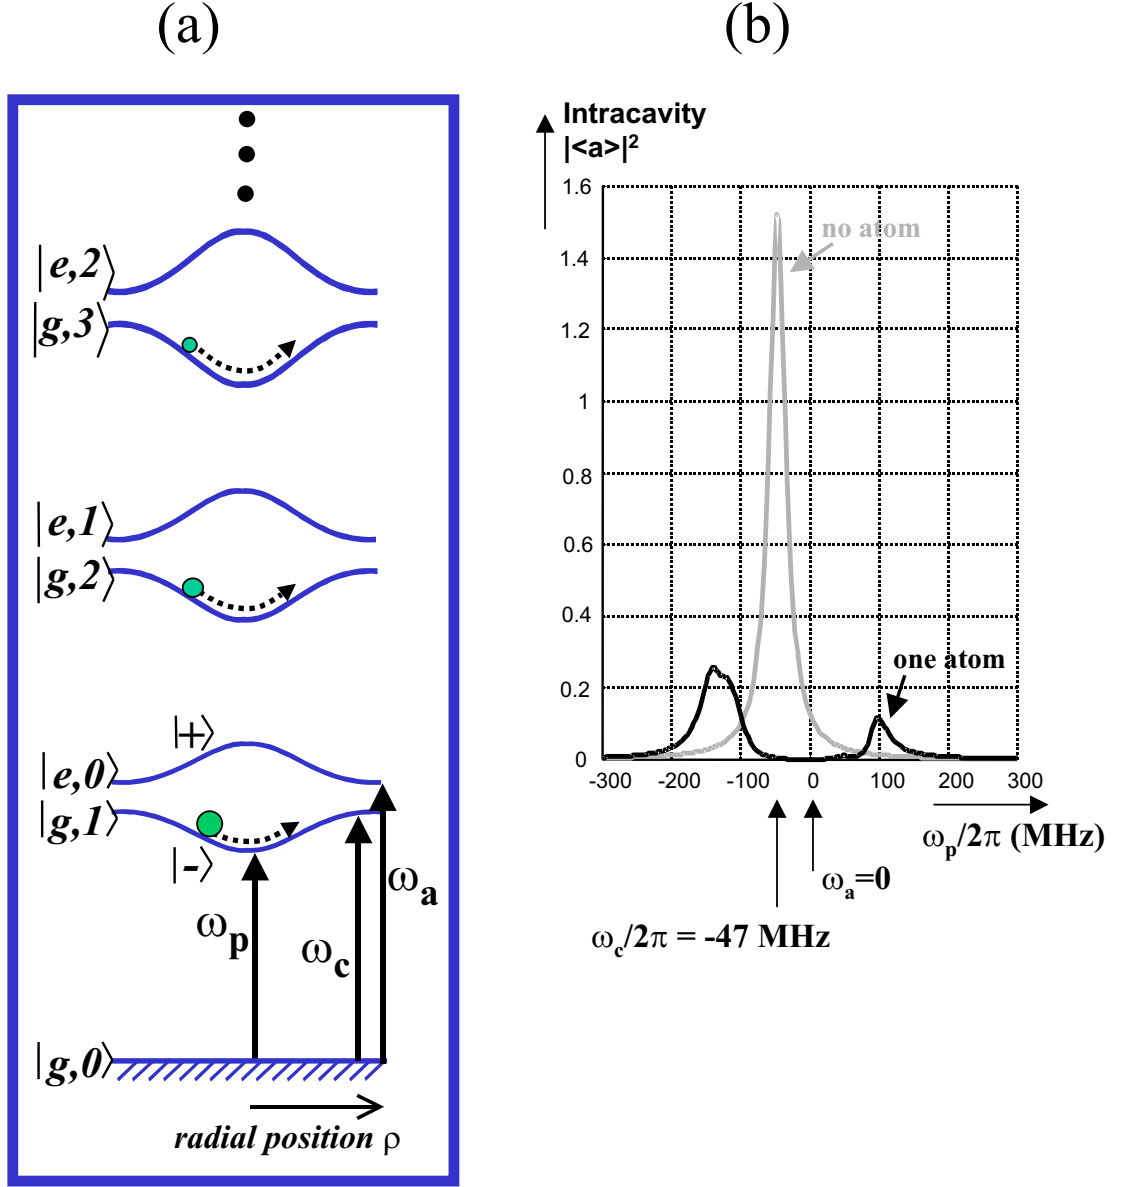 (a)
|e,2⟩
|g,3⟩
|e,1⟩
|g,2⟩
|+⟩
|e,0⟩
|g,1⟩
|-⟩
ωp
ωc
ωa
|g,0⟩
radial position ρ
(b)
Intracavity
|<a>|²
1.6
1.4
1.2
1
0.8
0.6
0.4
0.2
0
no atom
one atom
-300 -200 -100 0 100 200 300
ωp/2π (MHz)
ωa=0
ωc/2π = -47 MHz